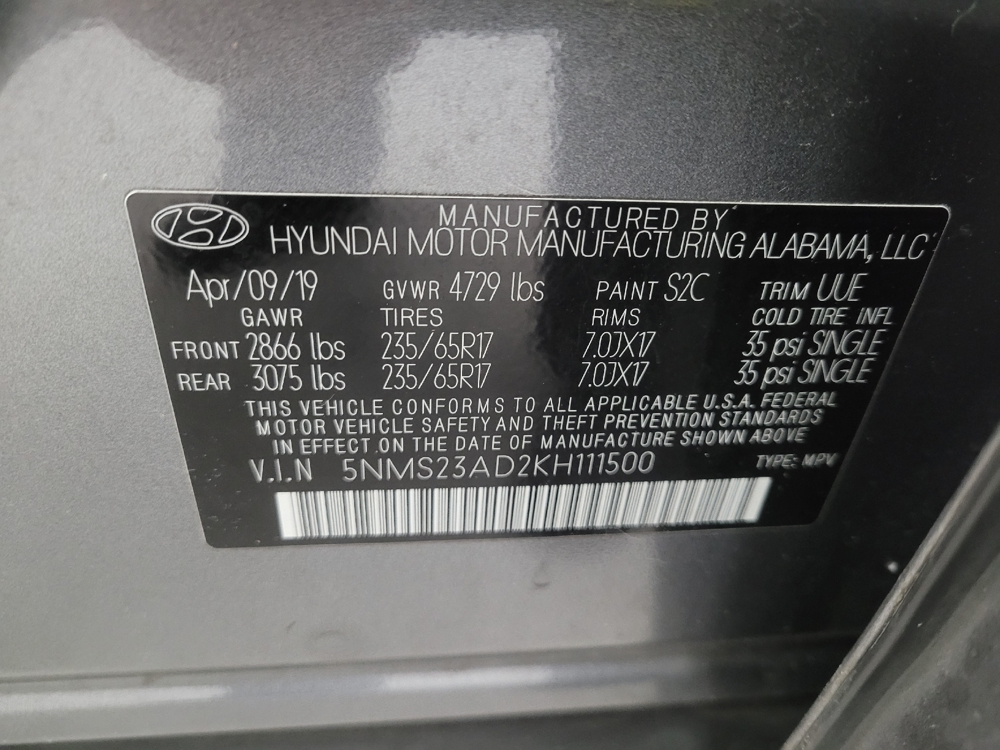 MANUFACTURED BY
HYUNDAI MOTOR MANUFACTURING ALABAMA, LLC
Apr/09/19 GVWR 4729 lbs PAINT S2C TRIM UUE
GAWR TIRES RIMS COLD TIRE INFL
FRONT 2866 lbs 235/65R17 7.0JX17 35 psi SINGLE
REAR 3075 lbs 235/65R17 7.0JX17 35 psi SINGLE
THIS VEHICLE CONFORMS TO ALL APPLICABLE U.S.A. FEDERAL
MOTOR VEHICLE SAFETY AND THEFT PREVENTION STANDARDS
IN EFFECT ON THE DATE OF MANUFACTURE SHOWN ABOVE
V.I.N 5NMS23AD2KH111500 TYPE: MPV